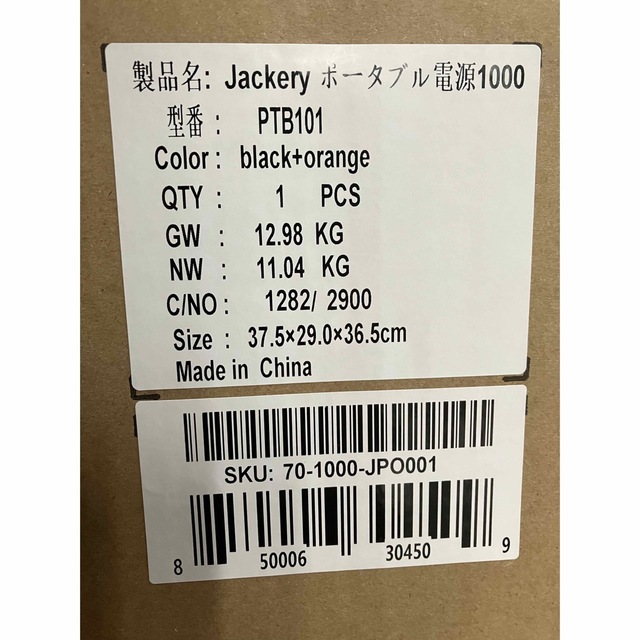 製品名: Jackery ポータブル電源1000
型番 : PTB101
Color : black+orange
QTY : 1 PCS
GW : 12.98 KG
NW : 11.04 KG
C/NO : 1282/ 2900
Size : 37.5×29.0×36.5cm
Made in China
SKU: 70-1000-JPO001
8 50006 30450 9